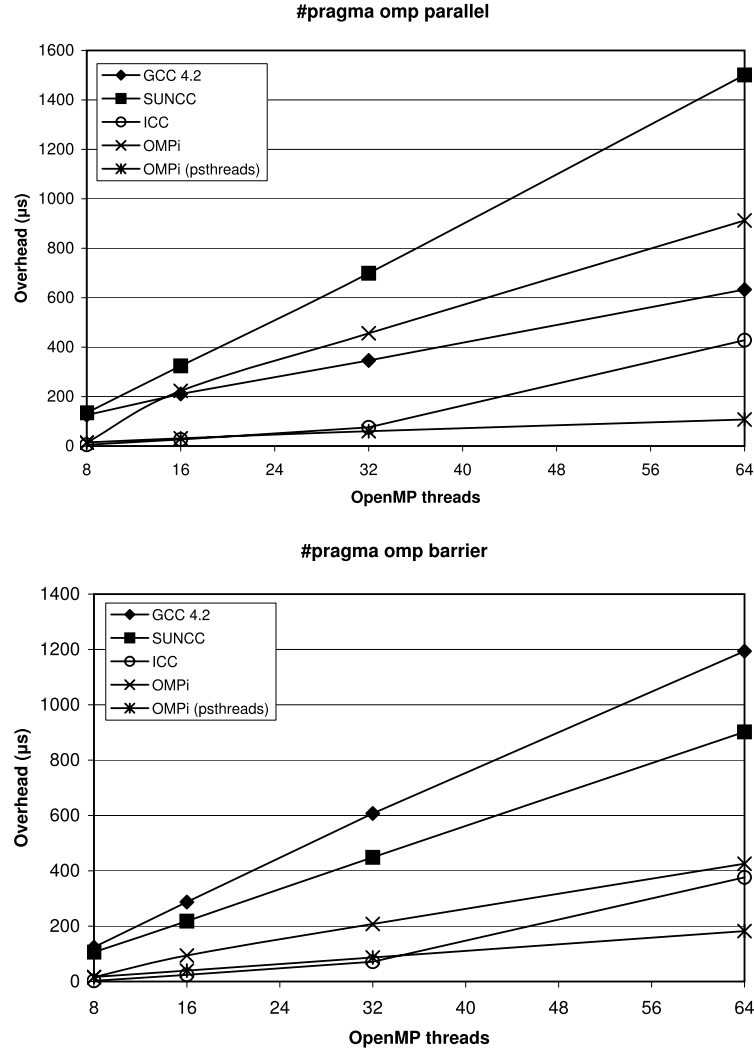 #pragma omp parallel
1600
1400
1200
1000
800
600
400
200
0
Overhead (µs)
GCC 4.2
SUNCC
ICC
OMPi
OMPi (psthreads)
8 16 24 32 40 48 56 64
OpenMP threads
#pragma omp barrier
1400
1200
1000
800
600
400
200
0
Overhead (µs)
GCC 4.2
SUNCC
ICC
OMPi
OMPi (psthreads)
8 16 24 32 40 48 56 64
OpenMP threads